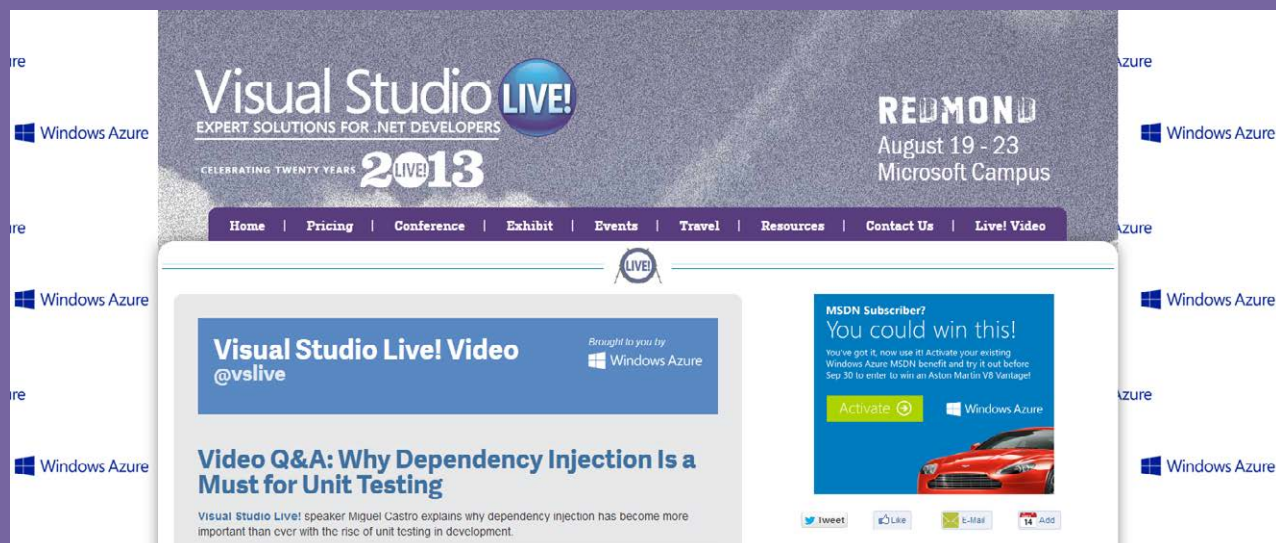 Visual Studio LIVE!
EXPERT SOLUTIONS FOR .NET DEVELOPERS
CELEBRATING TWENTY YEARS LIVE! 2013
REDMOND
August 19 - 23
Microsoft Campus
Home | Pricing | Conference | Exhibit | Events | Travel | Resources | Contact Us | Live! Video
LIVE!
Visual Studio Live! Video
@vslive
Brought to you by
Windows Azure
Video Q&A: Why Dependency Injection Is a
Must for Unit Testing
Visual Studio Live! speaker Miguel Castro explains why dependency injection has become more
important than ever with the rise of unit testing in development.
MSDN Subscriber?
You could win this!
You've got it, now use it! Activate your existing
Windows Azure MSDN benefit and try it out before
Sep 30 to enter to win an Aston Martin V8 Vantage!
Activate
Windows Azure
Tweet
Like
E-Mail
14 Add
Windows Azure
Windows Azure
Windows Azure
Windows Azure
Windows Azure
Windows Azure